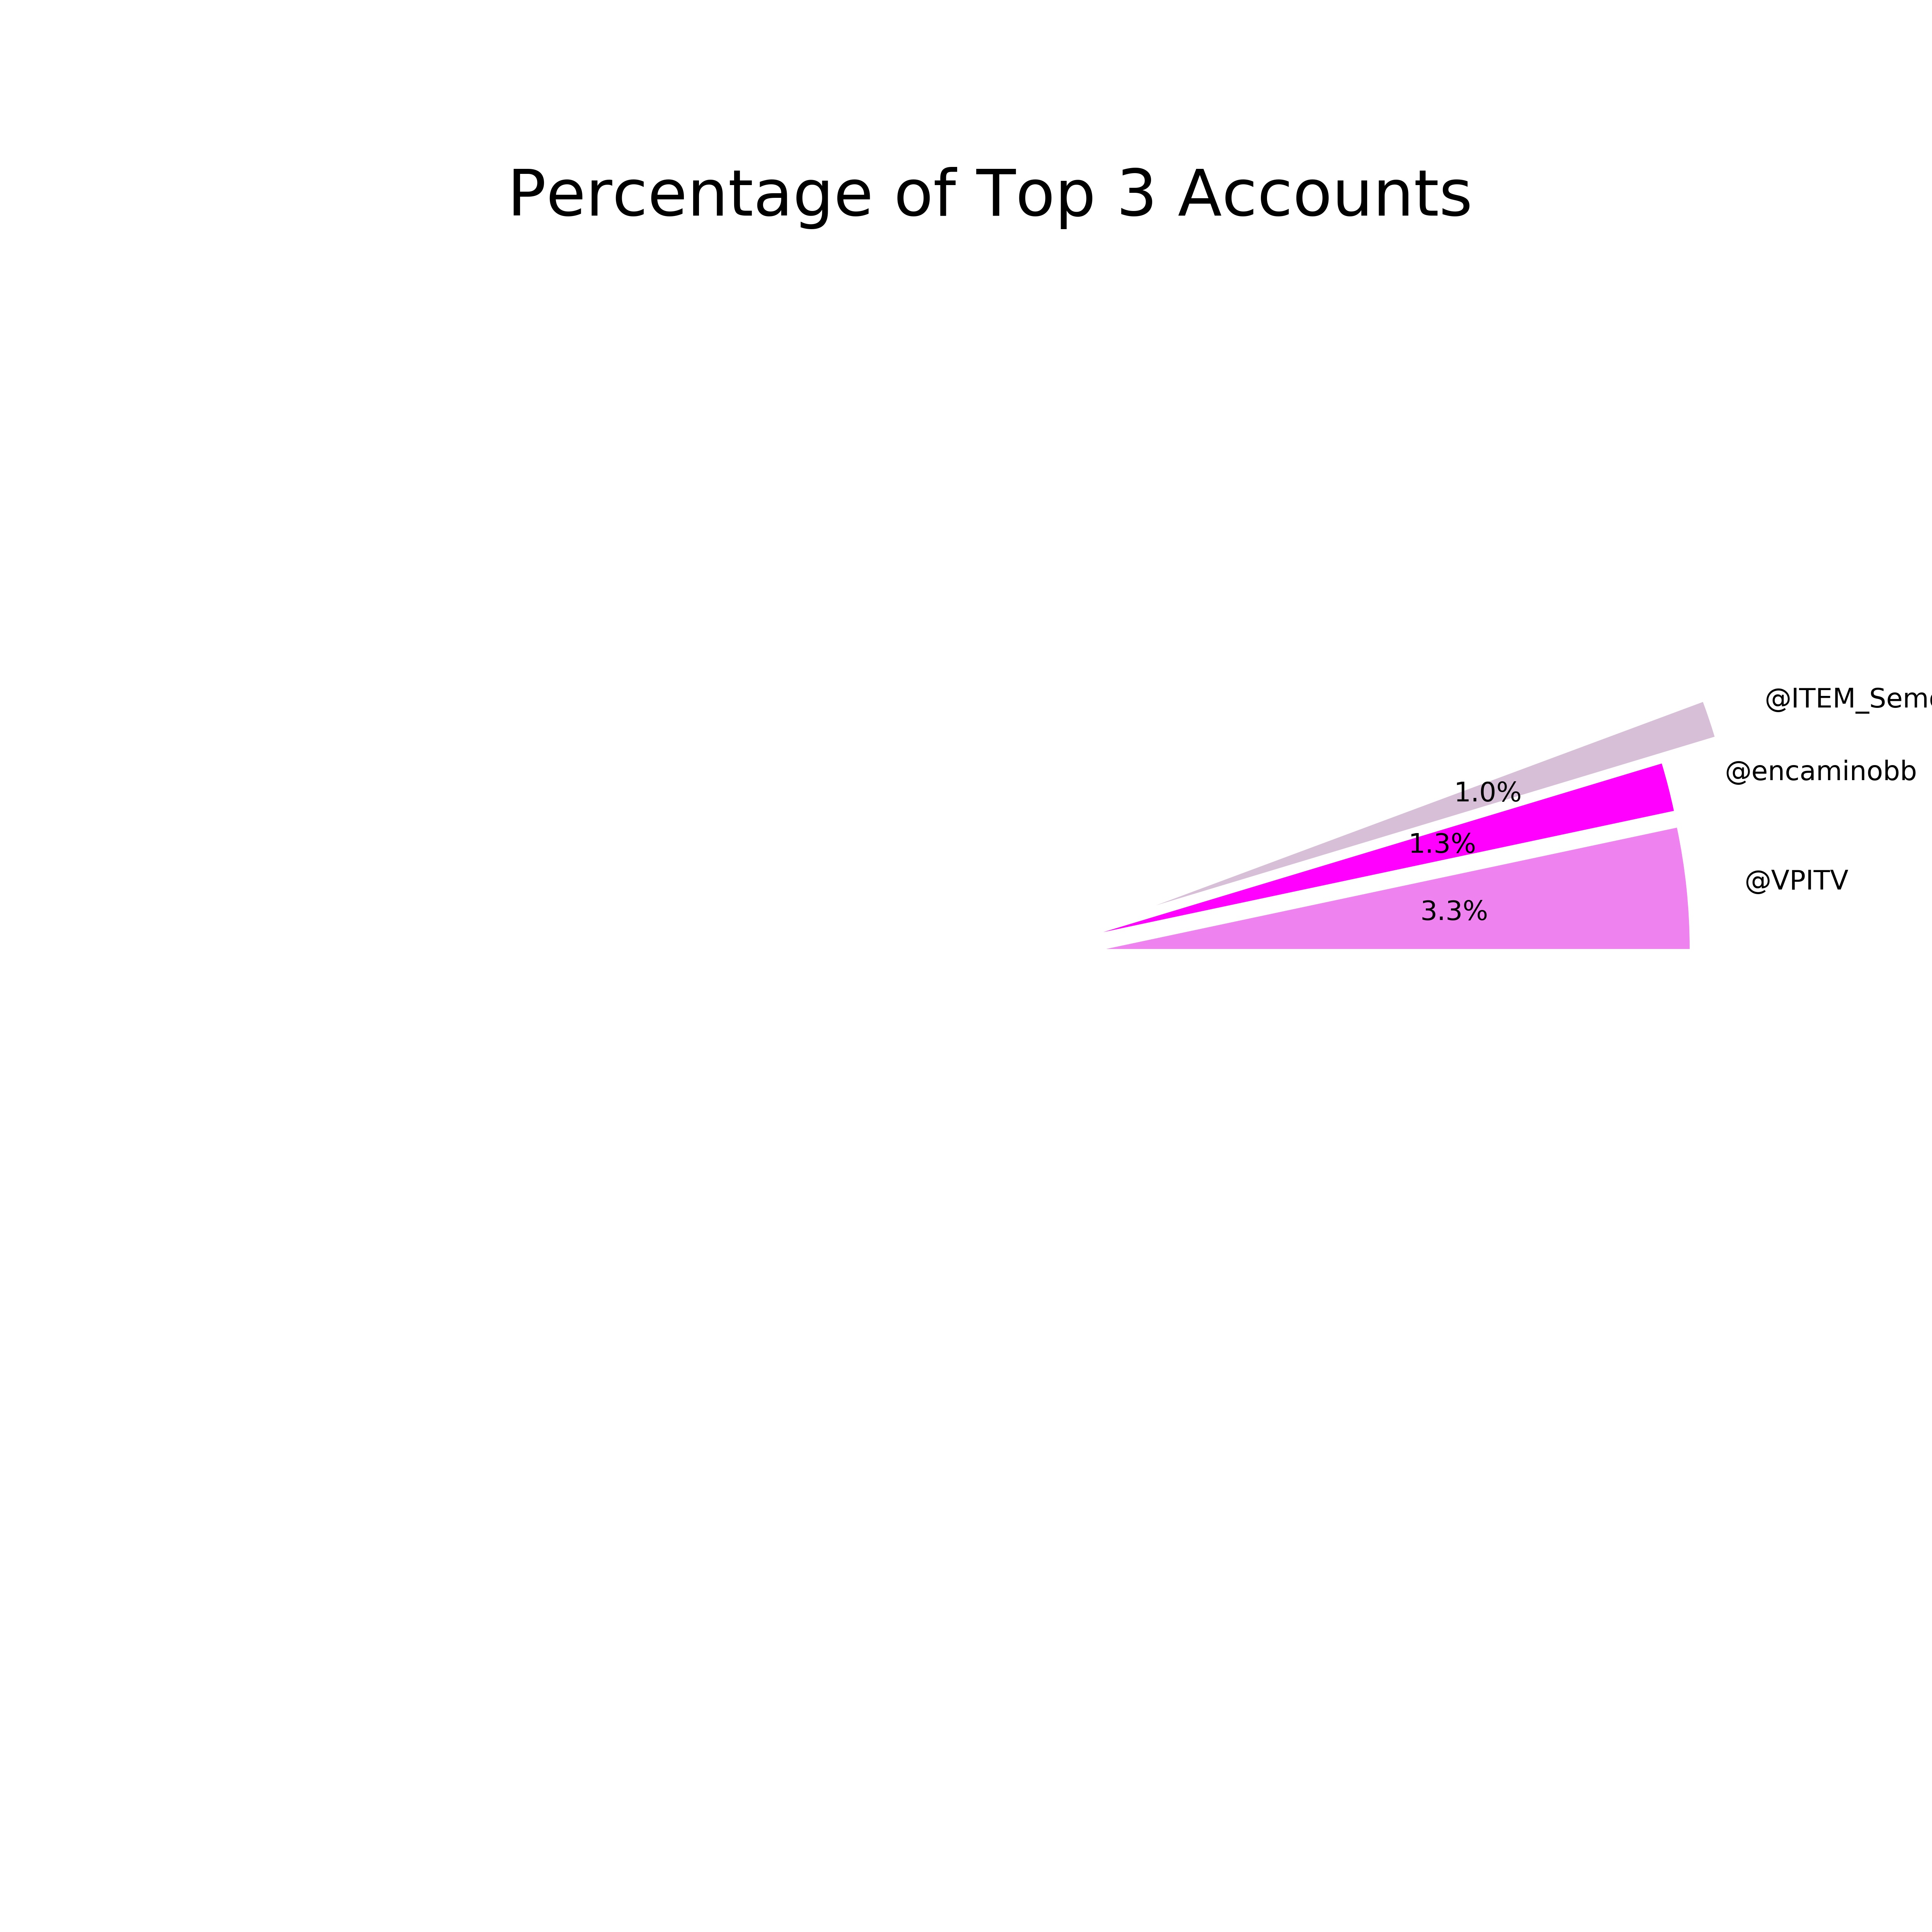 Percentage of Top 3 Accounts
@ITEM_Sem
@encaminobb
1.0%
1.3%
@VPITV
3.3%